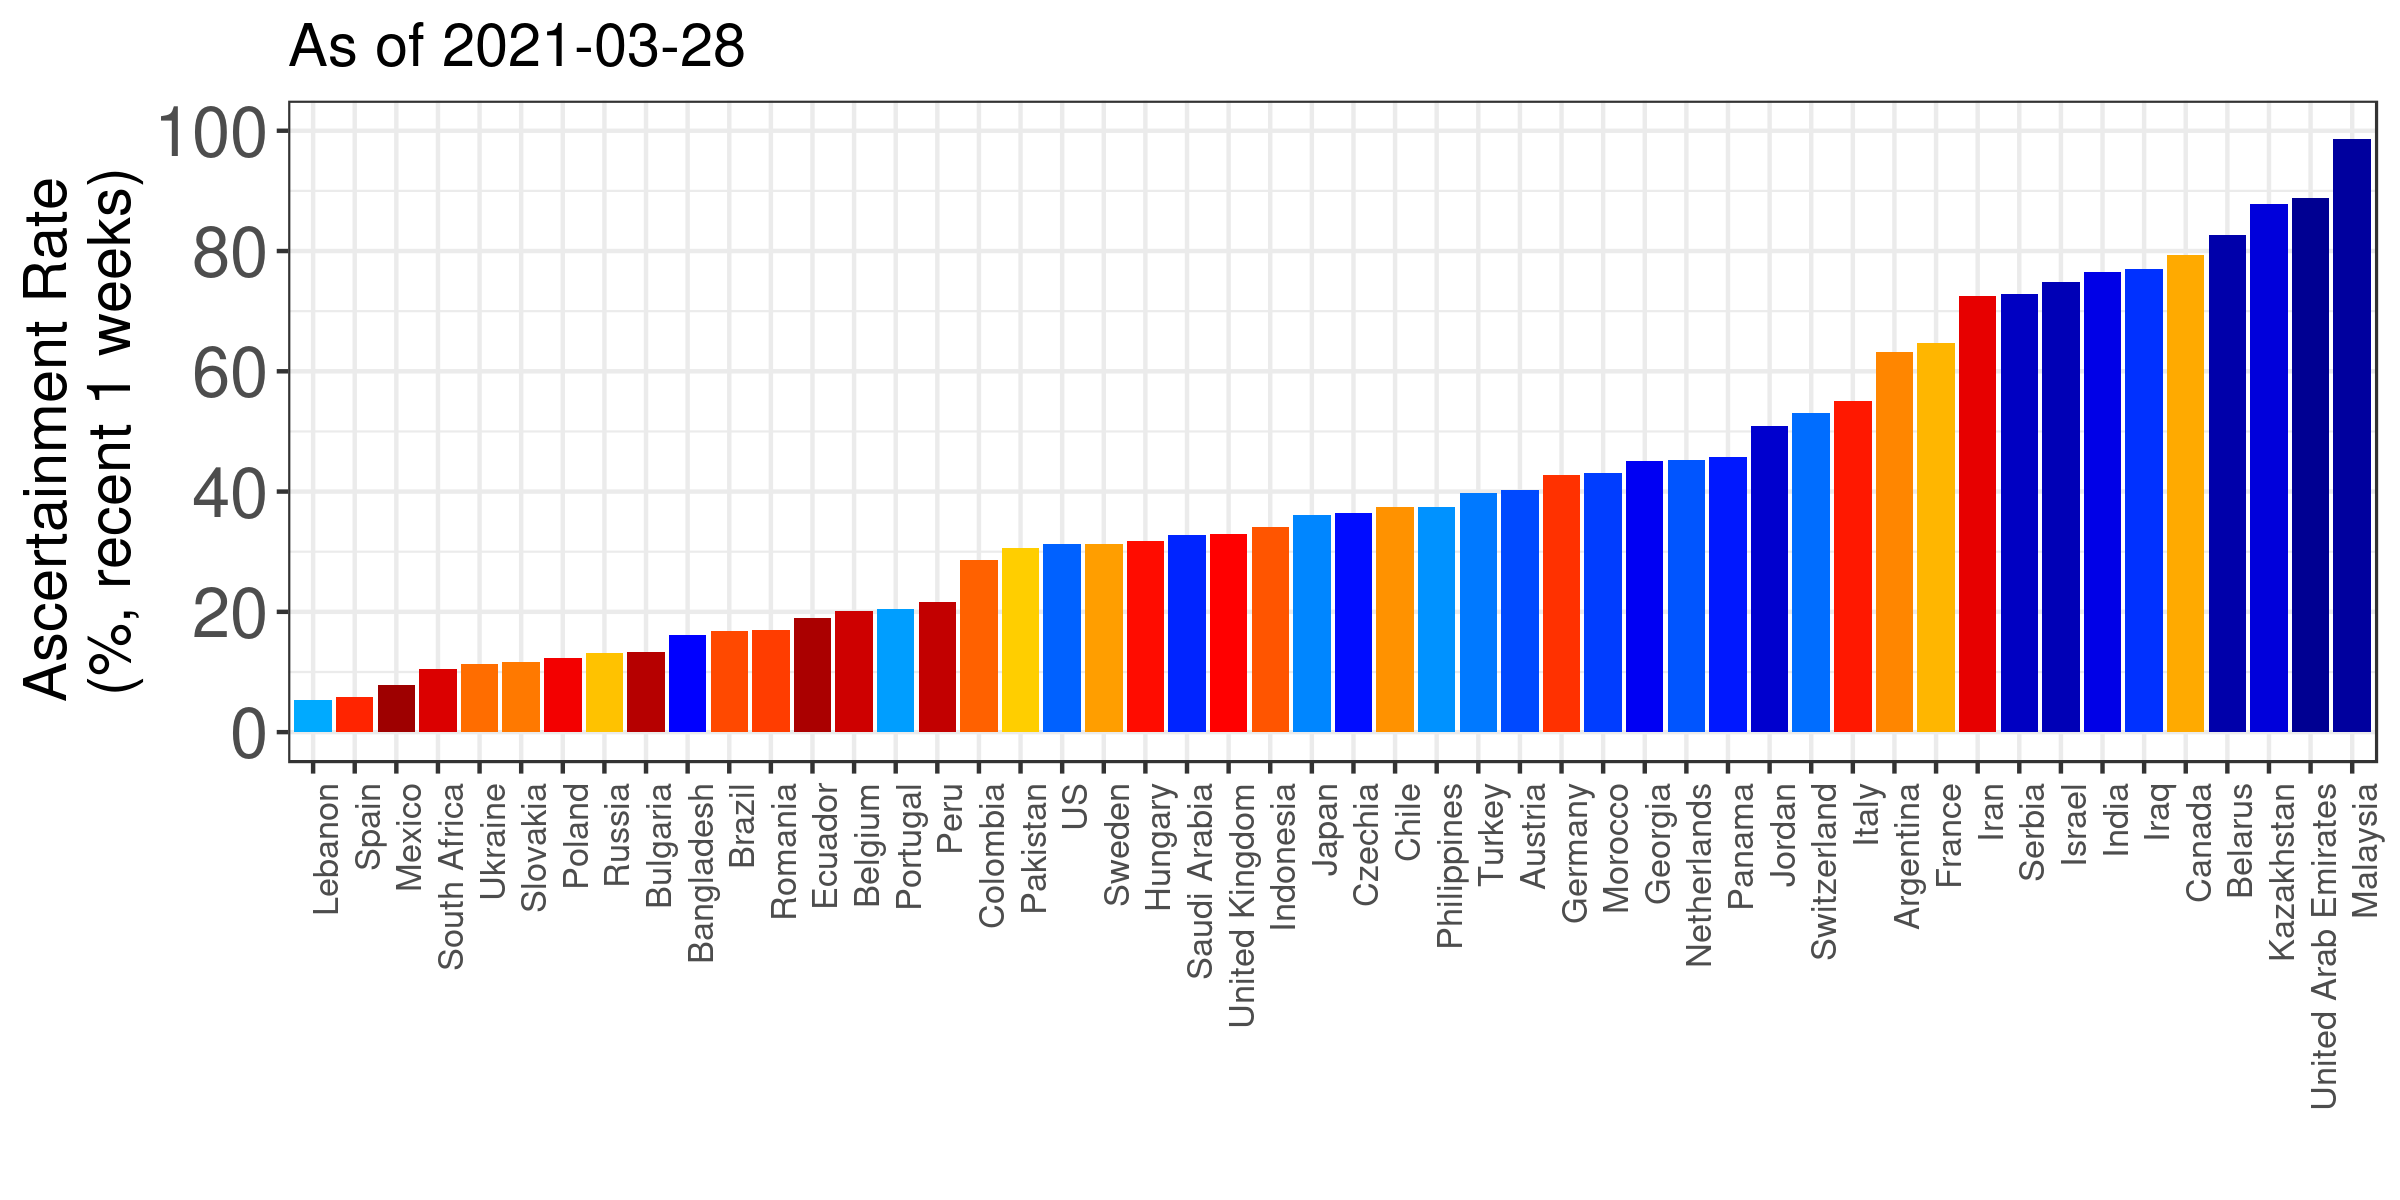 As of 2021-03-28
Ascertainment Rate
(%, recent 1 weeks)
100
80
60
40
20
0
Lebanon
Spain
Mexico
South Africa
Ukraine
Slovakia
Poland
Russia
Bulgaria
Bangladesh
Brazil
Romania
Ecuador
Belgium
Portugal
Peru
Colombia
Pakistan
US
Sweden
Hungary
Saudi Arabia
United Kingdom
Indonesia
Japan
Czechia
Chile
Philippines
Turkey
Austria
Germany
Morocco
Georgia
Netherlands
Panama
Jordan
Switzerland
Italy
Argentina
France
Iran
Serbia
Israel
India
Iraq
Canada
Belarus
Kazakhstan
United Arab Emirates
Malaysia